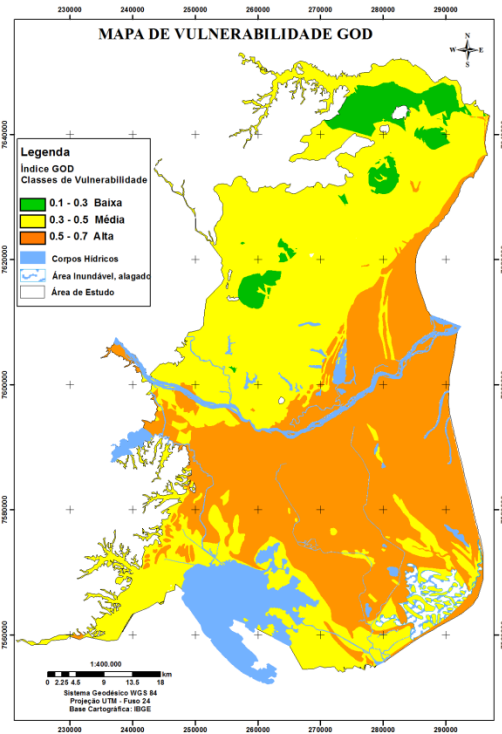 230000 240000 250000 260000 270000 280000 290000
MAPA DE VULNERABILIDADE GOD
N
W E
S
7640000
Legenda
Índice GOD
Classes de Vulnerabilidade
0.1 - 0.3 Baixa
0.3 - 0.5 Média
0.5 - 0.7 Alta
Corpos Hídricos
Área Inundável, alagado
Área de Estudo
7620000
7600000
7580000
7560000
1:400.000
km
0 2.25 4.5 9 13.5 18
Sistema Geodésico WGS 84
Projeção UTM - Fuso 24
Base Cartográfica: IBGE
230000 240000 250000 260000 270000 280000 290000